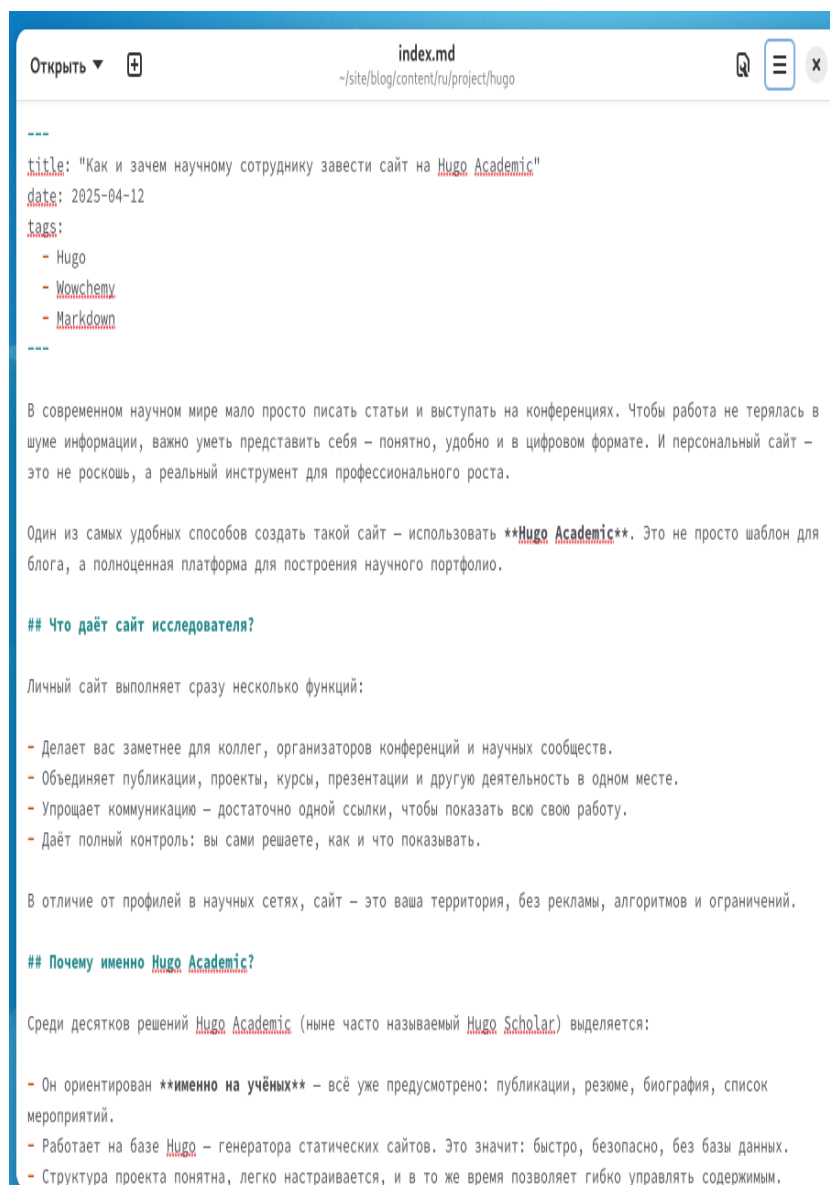 Открыть
index.md
~/site/blog/content/ru/project/hugo
---
title: "Как и зачем научному сотруднику завести сайт на Hugo Academic"
date: 2025-04-12
tags:
- Hugo
- Wowchemy
- Markdown
---
В современном научном мире мало просто писать статьи и выступать на конференциях. Чтобы работа не терялась в
шуме информации, важно уметь представить себя — понятно, удобно и в цифровом формате. И персональный сайт —
это не роскошь, а реальный инструмент для профессионального роста.
Один из самых удобных способов создать такой сайт — использовать **Hugo Academic**. Это не просто шаблон для
блога, а полноценная платформа для построения научного портфолио.
## Что даёт сайт исследователя?
Личный сайт выполняет сразу несколько функций:
- Делает вас заметнее для коллег, организаторов конференций и научных сообществ.
- Объединяет публикации, проекты, курсы, презентации и другую деятельность в одном месте.
- Упрощает коммуникацию — достаточно одной ссылки, чтобы показать всю свою работу.
- Даёт полный контроль: вы сами решаете, как и что показывать.
В отличие от профилей в научных сетях, сайт — это ваша территория, без рекламы, алгоритмов и ограничений.
## Почему именно Hugo Academic?
Среди десятков решений Hugo Academic (ныне часто называемый Hugo Scholar) выделяется:
- Он ориентирован **именно на учёных** — всё уже предусмотрено: публикации, резюме, биография, список
мероприятий.
- Работает на базе Hugo — генератора статических сайтов. Это значит: быстро, безопасно, без базы данных.
- Структура проекта понятна, легко настраивается, и в то же время позволяет гибко управлять содержимым.